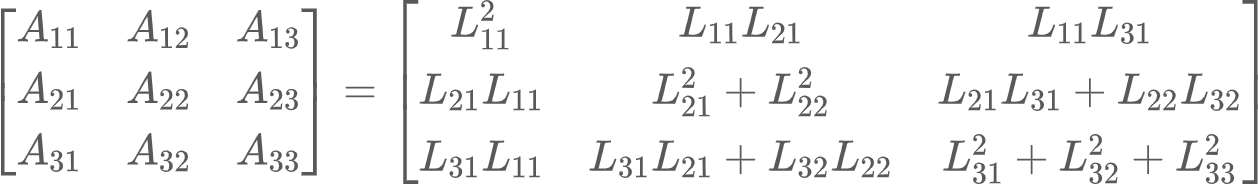 [A₁₁ A₁₂ A₁₃] [L₁₁² L₁₁L₂₁ L₁₁L₃₁]
[A₂₁ A₂₂ A₂₃] = [L₂₁L₁₁ L₂₁² + L₂₂² L₂₁L₃₁ + L₂₂L₃₂]
[A₃₁ A₃₂ A₃₃] [L₃₁L₁₁ L₃₁L₂₁ + L₃₂L₂₂ L₃₁² + L₃₂² + L₃₃²]